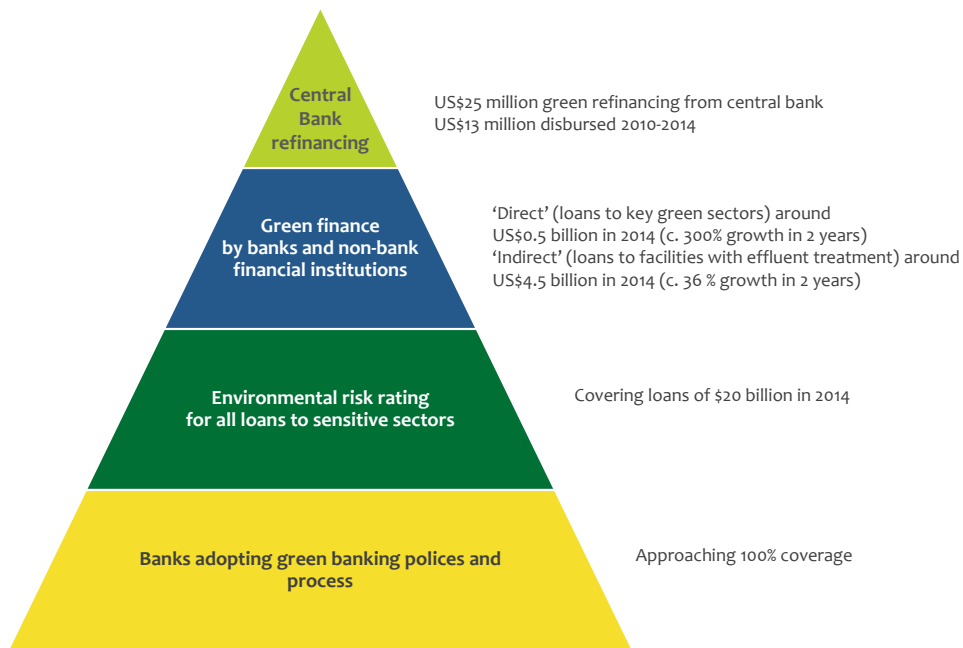 Central
Bank
refinancing
US$25 million green refinancing from central bank
US$13 million disbursed 2010-2014
Green finance
by banks and non-bank
financial institutions
‘Direct’ (loans to key green sectors) around
US$0.5 billion in 2014 (c. 300% growth in 2 years)
‘Indirect’ (loans to facilities with effluent treatment) around
US$4.5 billion in 2014 (c. 36 % growth in 2 years)
Environmental risk rating
for all loans to sensitive sectors
Covering loans of $20 billion in 2014
Banks adopting green banking polices and
process
Approaching 100% coverage